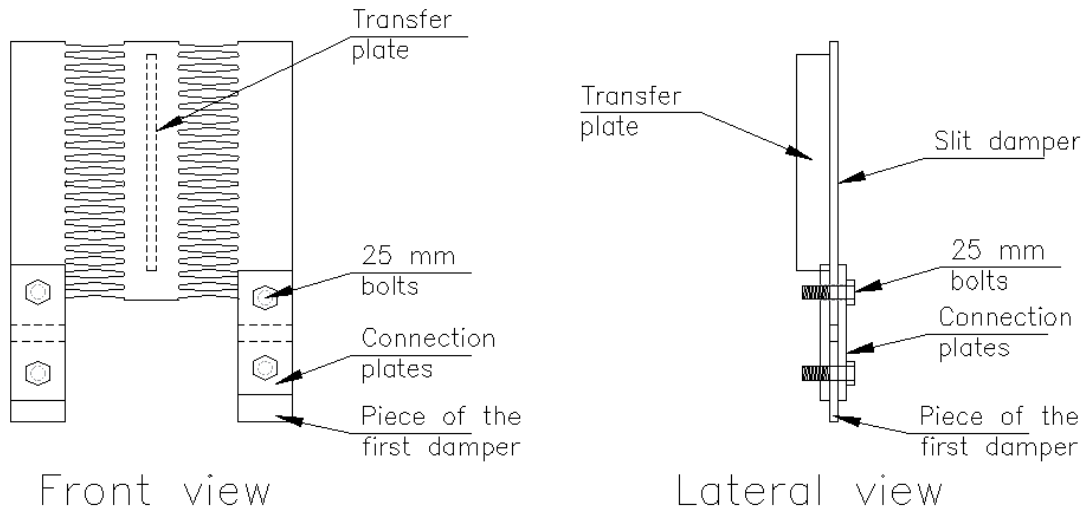 Transfer
plate
25 mm
bolts
Connection
plates
Piece of the
first damper
Front view
Transfer
plate
Slit damper
25 mm
bolts
Connection
plates
Piece of the
first damper
Lateral view